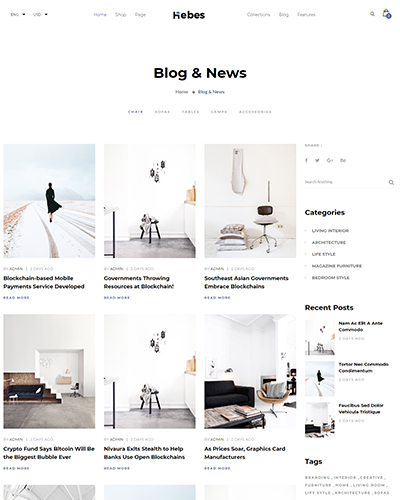 ENG USD
Home Shop Page
Hebes
Collections Blog Features
Blog & News
Home Blog & News
CHAIR SOFAS TABLES LAMPS ACCESSORIES
BY ADMIN | 2 DAYS AGO
Blockchain-based Mobile
Payments Service Developed
READ MORE
BY ADMIN | 2 DAYS AGO
Governments Throwing
Resources at Blockchain!
READ MORE
BY ADMIN | 2 DAYS AGO
Southeast Asian Governments
Embrace Blockchains
READ MORE
BY ADMIN | 2 DAYS AGO
Crypto Fund Says Bitcoin Will Be
the Biggest Bubble Ever
READ MORE
BY ADMIN | 2 DAYS AGO
Nivaura Exits Stealth to Help
Banks Use Open Blockchains
READ MORE
BY ADMIN | 2 DAYS AGO
As Prices Soar, Graphics Card
Manufacturers
READ MORE
SHARE :
Search Anything
Categories
LIVING INTERIOR
ARCHITECTURE
LIFE STYLE
MAGAZINE FURNITURE
BEDROOM STYLE
Recent Posts
Nam Ac Elit A Ante
Commodo
2 DAYS AGO
Tortor Nec Commodo
Condimentum
2 DAYS AGO
Faucibus Sed Dolor
Vehicula Tristique
2 DAYS AGO
Tags
BRANDING , INTERIOR , CREATIVE ,
FURNITURE , HOME , LIVING ROOM ,
LIFE STYLE , ARCHITECTURE , SOFAS